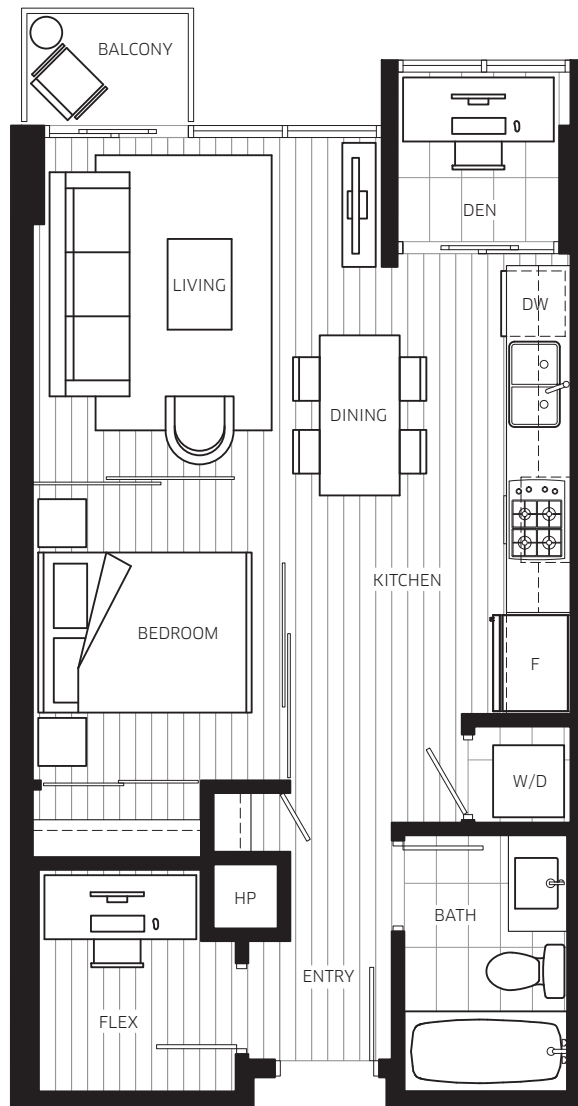 BALCONY
DEN
LIVING
DW
DINING
KITCHEN
BEDROOM
F
W/D
HP
BATH
ENTRY
FLEX